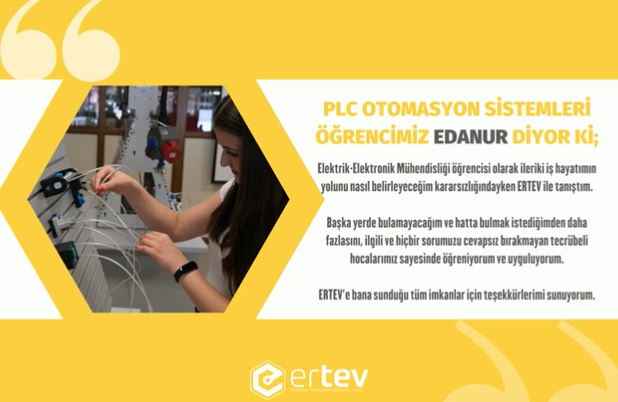 PLC OTOMASYON SİSTEMLERİ
ÖĞRENCİMİZ EDANUR DİYOR Kİ;
Elektrik-Elektronik Mühendisliği öğrencisi olarak ileriki iş hayatımın
yolunu nasıl belirleyeceğim kararsızlığındayken ERTEV ile tanıştım.
Başka yerde bulamayacağım ve hatta bulmak istediğimden daha
fazlasını, ilgili ve hiçbir sorumuzu cevapsız bırakmayan tecrübeli
hocalarımız sayesinde öğreniyorum ve uyguluyorum.
ERTEV'e bana sunduğu tüm imkanlar için teşekkürlerimi sunuyorum.
ertev